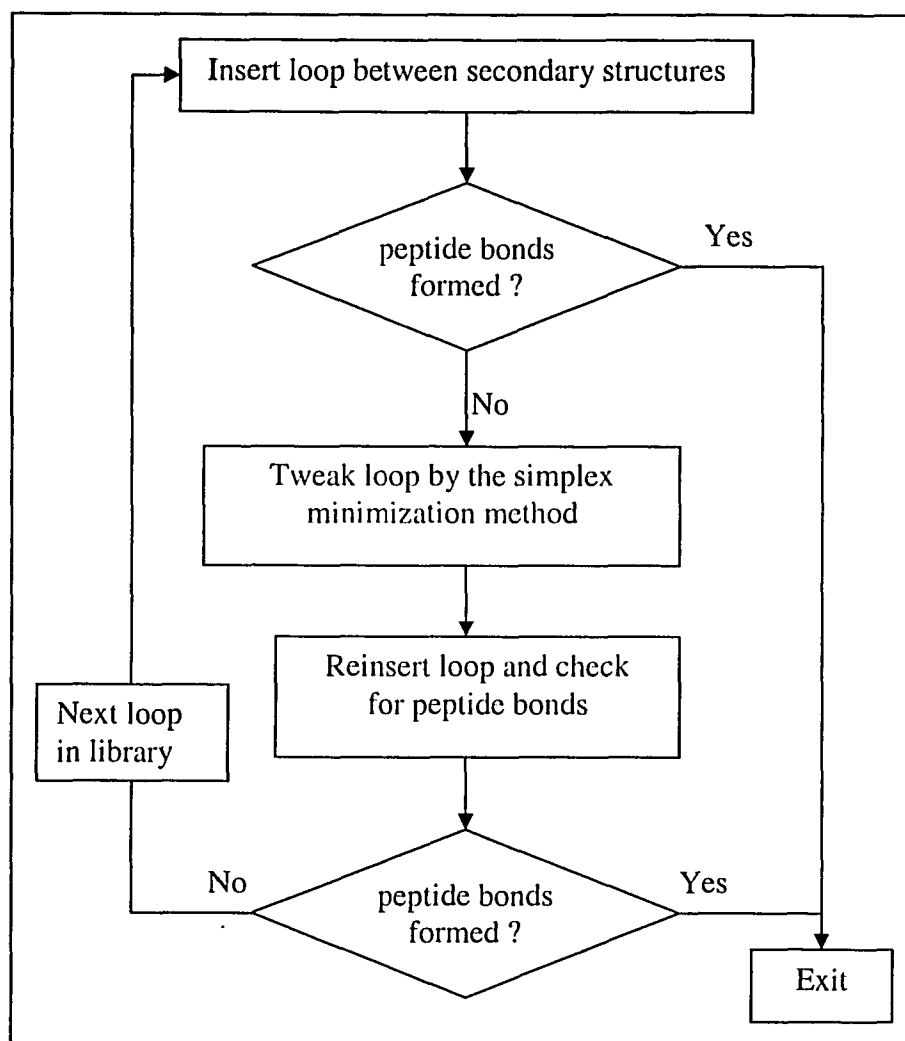 Insert loop between secondary structures
peptide bonds
formed ?
Yes
No
Tweak loop by the simplex
minimization method
Reinsert loop and check
for peptide bonds
Next loop
in library
No
peptide bonds
formed ?
Yes
Exit